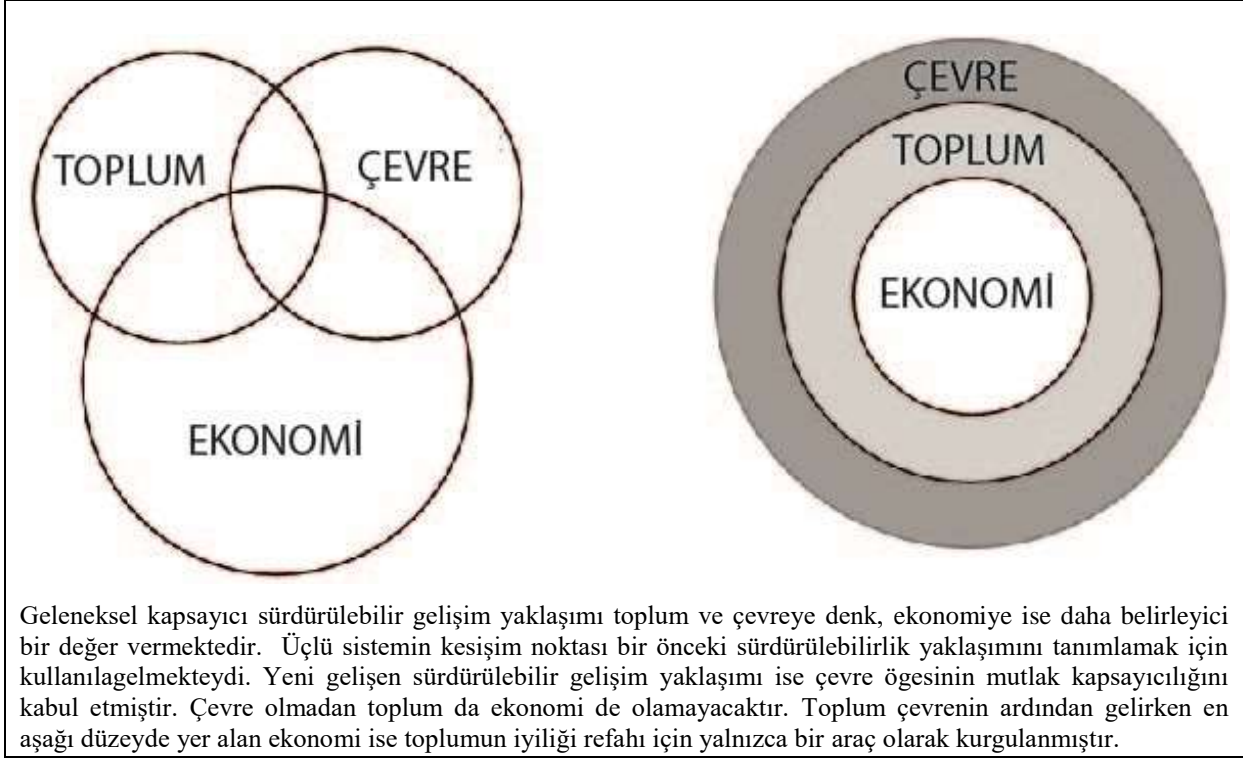 TOPLUM
ÇEVRE
EKONOMİ
ÇEVRE
TOPLUM
EKONOMİ
Geleneksel kapsayıcı sürdürülebilir gelişim yaklaşımı toplum ve çevreye denk, ekonomiye ise daha belirleyici
bir değer vermektedir. Üçlü sistemin kesişim noktası bir önceki sürdürülebilirlik yaklaşımını tanımlamak için
kullanılagelmekteydi. Yeni gelişen sürdürülebilir gelişim yaklaşımı ise çevre ögesinin mutlak kapsayıcılığını
kabul etmiştir. Çevre olmadan toplum da ekonomi de olamayacaktır. Toplum çevrenin ardından gelirken en
aşağı düzeyde yer alan ekonomi ise toplumun iyiliği refahı için yalnızca bir araç olarak kurgulanmıştır.